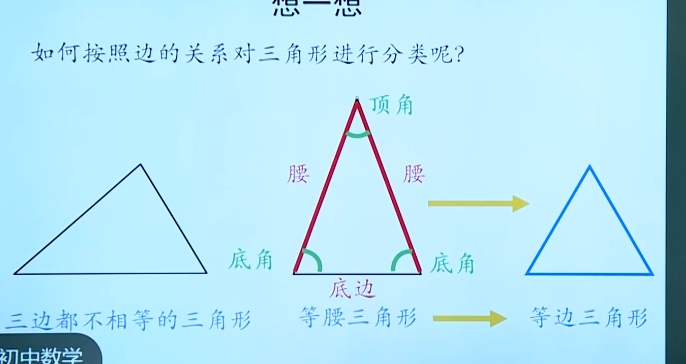 想一想
如何按照边的关系对三角形进行分类呢?
顶角
腰 腰
底角 底角
底边
三边都不相等的三角形 等腰三角形 等边三角形
初中数学